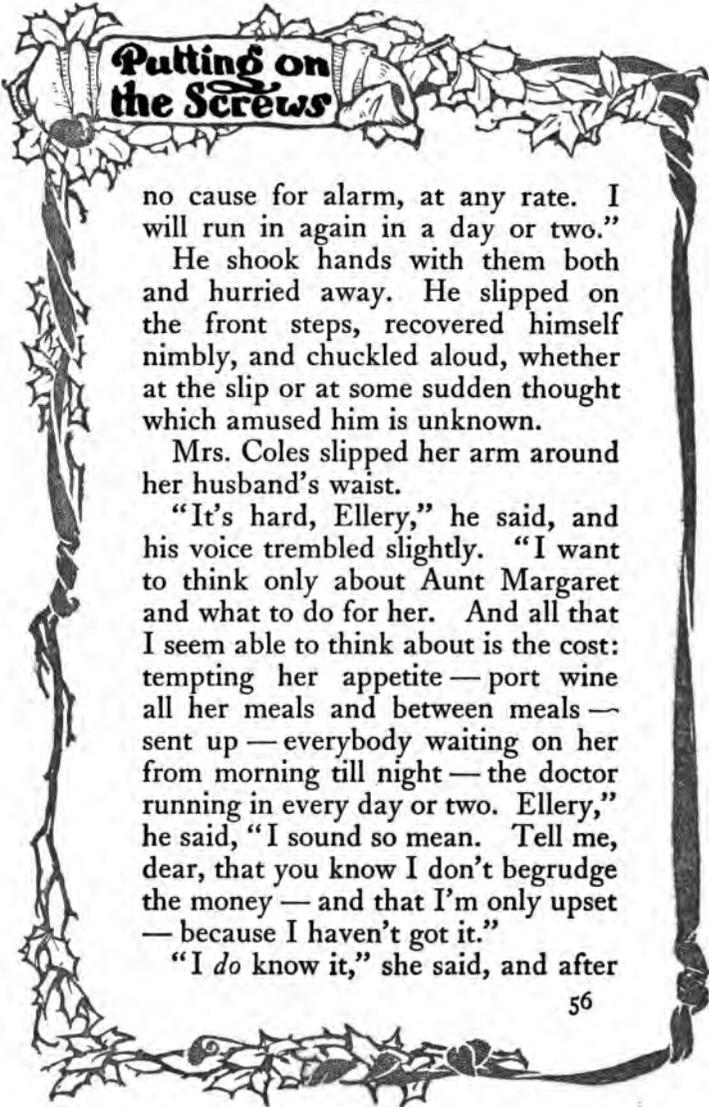 Putting on
the Screws
no cause for alarm, at any rate. I
will run in again in a day or two.”
He shook hands with them both
and hurried away. He slipped on
the front steps, recovered himself
nimbly, and chuckled aloud, whether
at the slip or at some sudden thought
which amused him is unknown.
Mrs. Coles slipped her arm around
her husband's waist.
“It's hard, Ellery,” he said, and
his voice trembled slightly. “I want
to think only about Aunt Margaret
and what to do for her. And all that
I seem able to think about is the cost:
tempting her appetite — port wine
all her meals and between meals —
sent up — everybody waiting on her
from morning till night — the doctor
running in every day or two. Ellery,”
he said, “I sound so mean. Tell me,
dear, that you know I don't begrudge
the money — and that I'm only upset
— because I haven't got it.”
“I do know it,” she said, and after
56